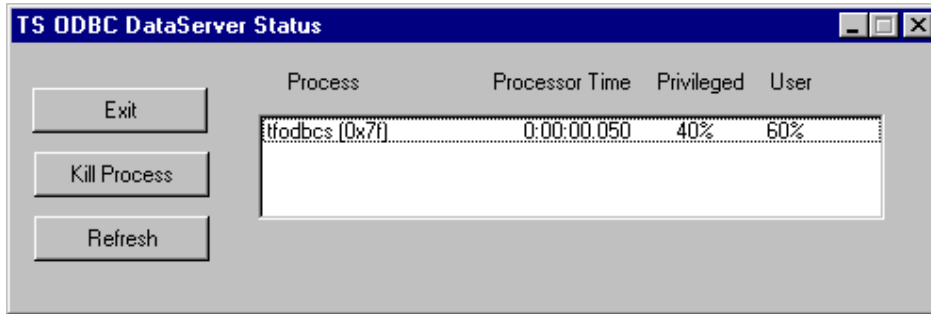 TS ODBC DataServer Status
Process Processor Time Privileged User
Exit
tfodbcs (0x7f) 0:00:00.050 40% 60%
Kill Process
Refresh